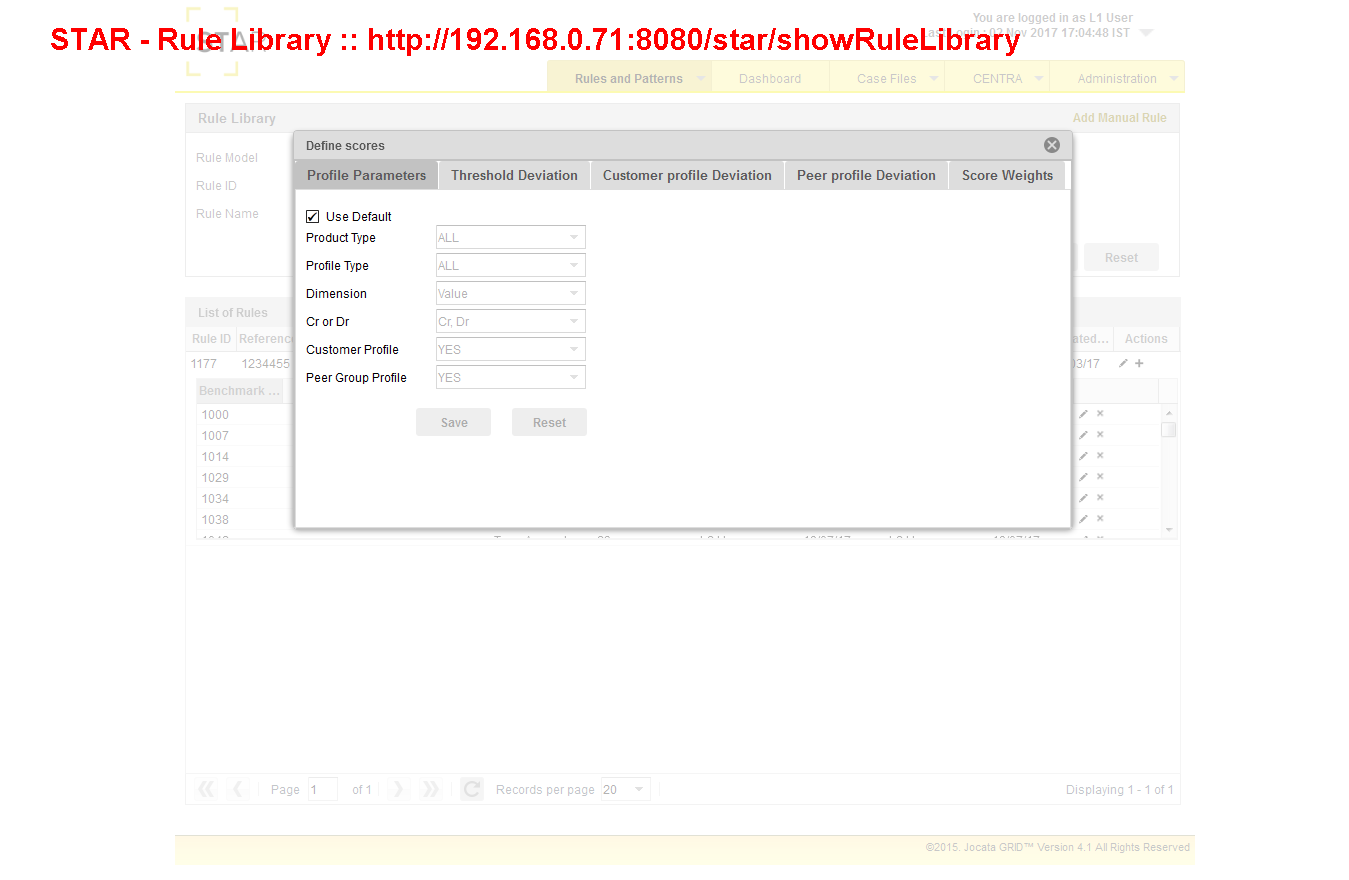 You are logged in as L1 User
STAR - Rule Library :: http://192.168.0.71:8080/star/showRuleLibrary
Nov 2017 17:04:48 IST
STAR
Rules and Patterns Dashboard Case Files CENTRA Administration
Rule Library Add Manual Rule
Define scores
Rule Model
Profile Parameters Threshold Deviation Customer profile Deviation Peer profile Deviation Score Weights
Rule ID
Rule Name
Use Default
Product Type ALL
Reset
Profile Type ALL
Dimension Value
List of Rules
Cr or Dr Cr, Dr
Rule ID Referenc ated... Actions
Customer Profile YES
1177 1234455 03/17
Peer Group Profile YES
Benchmark ...
1000
Save Reset
1007
1014
1029
1034
1038
Page 1 of 1 Records per page 20 Displaying 1 - 1 of 1
©2015. Jocata GRID™ Version 4.1 All Rights Reserved